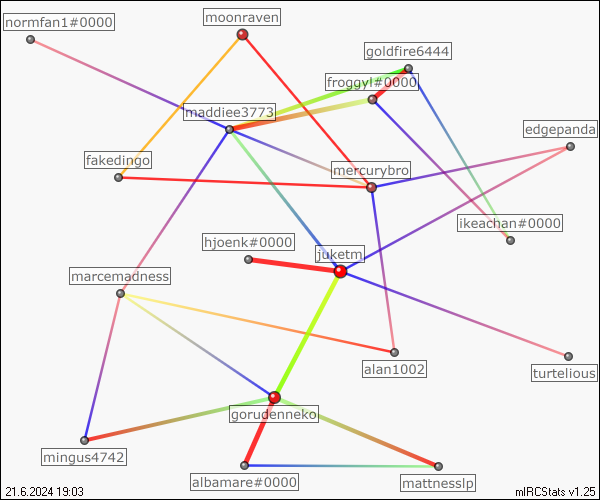 moonraven
normfan1#0000
goldfire6444
froggyl#0000
maddiee3773
edgepanda
fakedingo
mercurybro
ikeachan#0000
hjoenk#0000
juketm
marcemadness
alan1002
turtelious
gorudenneko
mingus4742
albamare#0000
mattnesslp
21.6.2024 19:03
mIRCStats v1.25